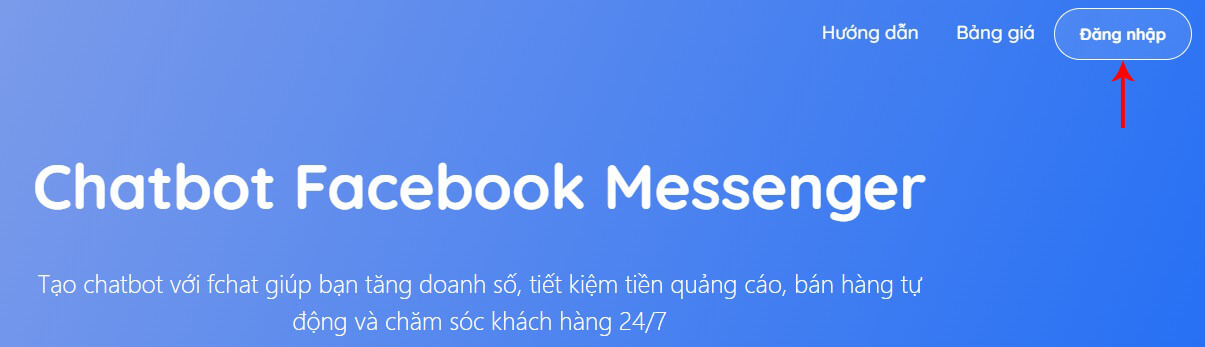 Hướng dẫn Bảng giá Đăng nhập
Chatbot Facebook Messenger
Tạo chatbot với fchat giúp bạn tăng doanh số, tiết kiệm tiền quảng cáo, bán hàng tự
động và chăm sóc khách hàng 24/7